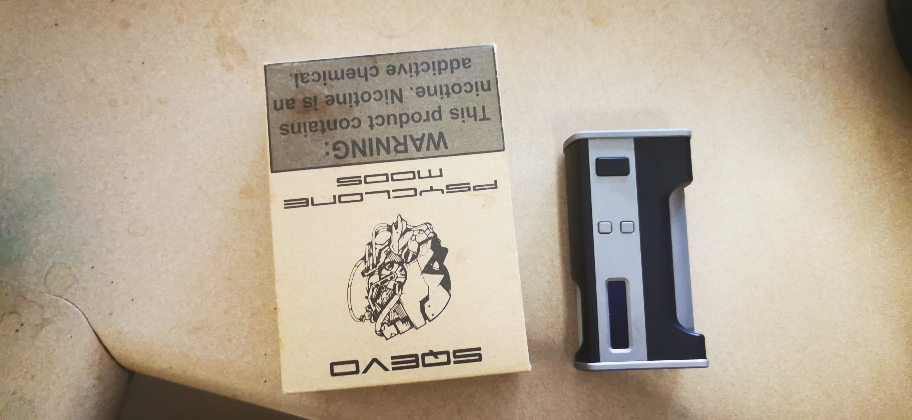 WARNING:
This product contains
nicotine. Nicotine is an
addictive chemical.
PSYCLONE
MODS
SQEVO